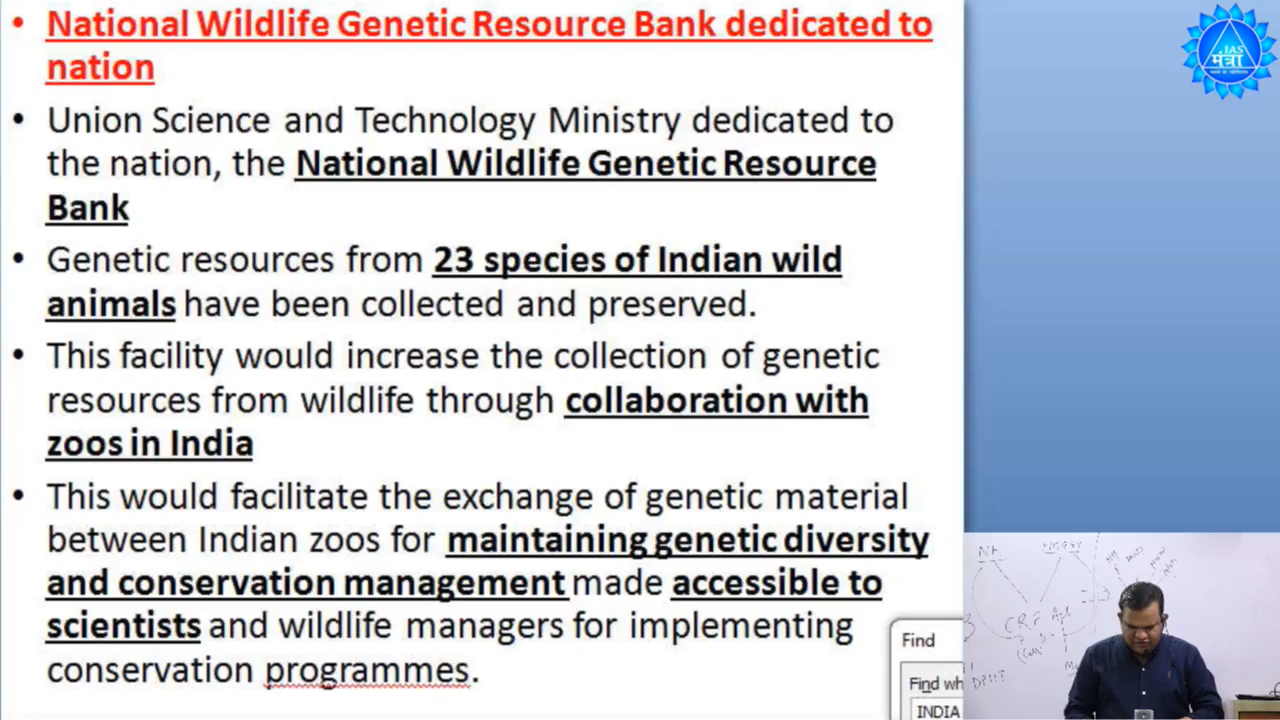 • National Wildlife Genetic Resource Bank dedicated to
nation
• Union Science and Technology Ministry dedicated to
the nation, the National Wildlife Genetic Resource
Bank
• Genetic resources from 23 species of Indian wild
animals have been collected and preserved.
• This facility would increase the collection of genetic
resources from wildlife through collaboration with
zoos in India
• This would facilitate the exchange of genetic material
between Indian zoos for maintaining genetic diversity
and conservation management made accessible to
scientists and wildlife managers for implementing
conservation programmes.
IAS
मंत्रा
Find
Find wh
INDIA